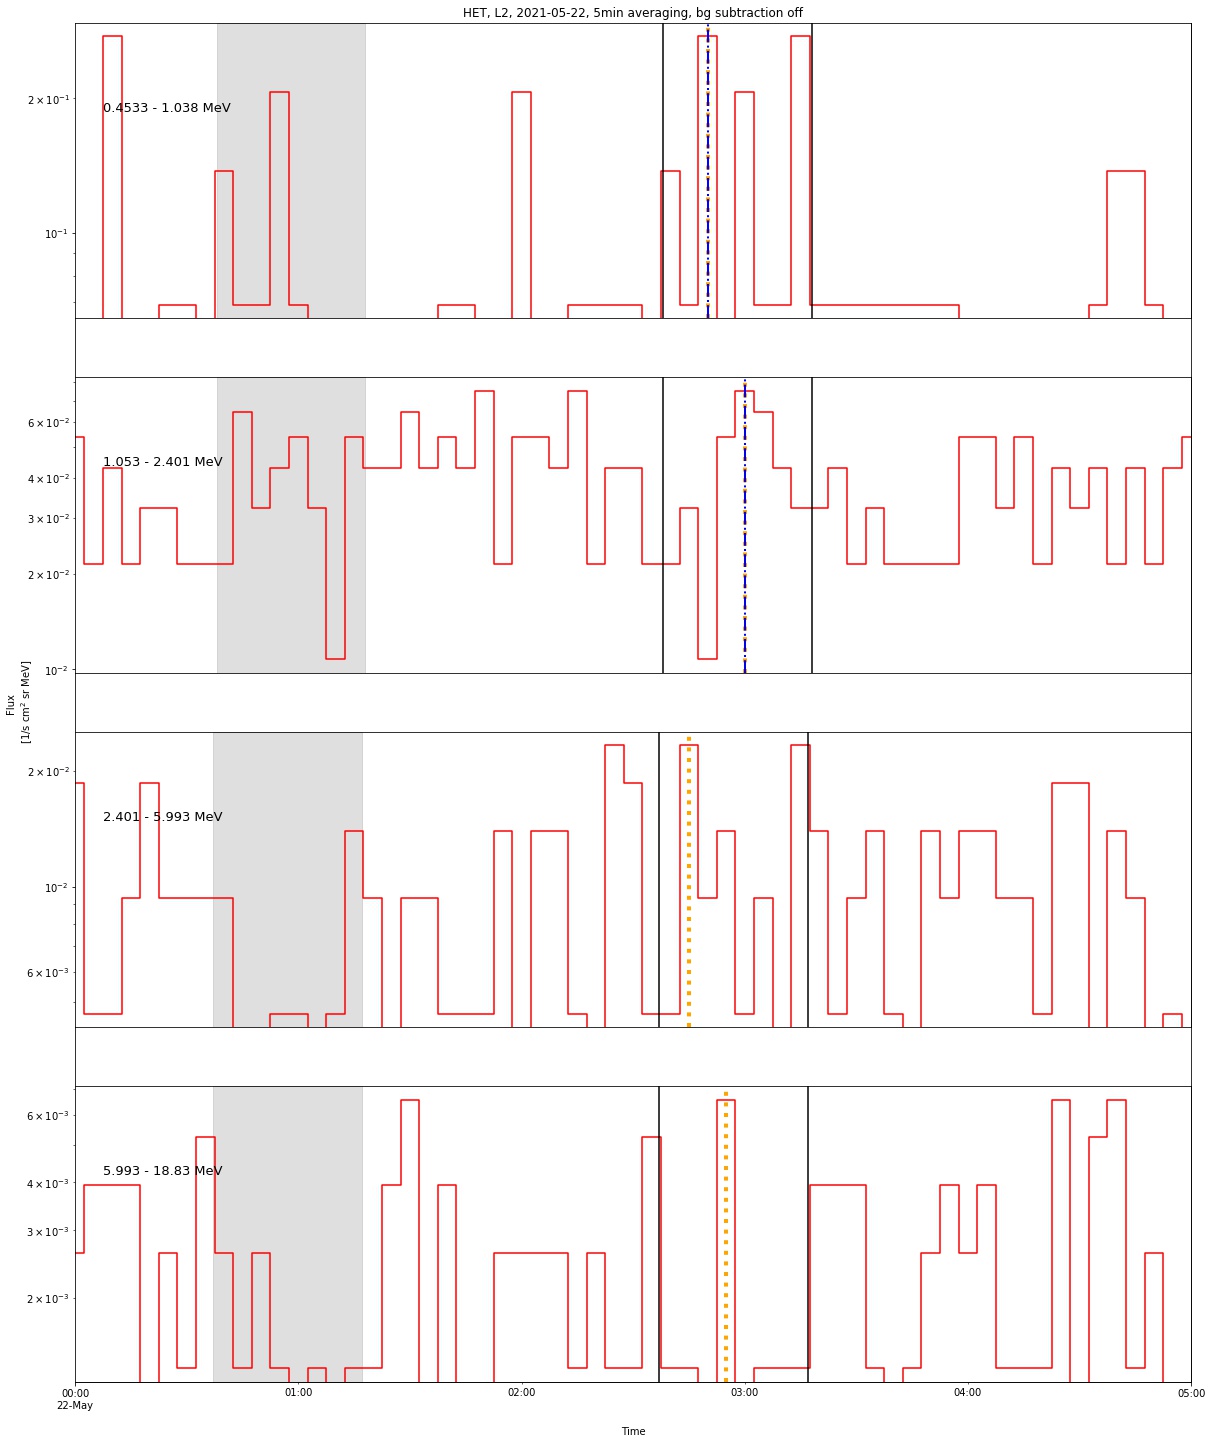 HET, L2, 2021-05-22, 5min averaging, bg subtraction off
2 × 10⁻¹
0.4533 - 1.038 MeV
10⁻¹
6 × 10⁻²
1.053 - 2.401 MeV
4 × 10⁻²
3 × 10⁻²
2 × 10⁻²
10⁻²
Flux
[1/s cm² sr MeV]
2 × 10⁻²
2.401 - 5.993 MeV
10⁻²
6 × 10⁻³
6 × 10⁻³
5.993 - 18.83 MeV
4 × 10⁻³
3 × 10⁻³
2 × 10⁻³
00:00 01:00 02:00 03:00 04:00 05:00
22-May
Time